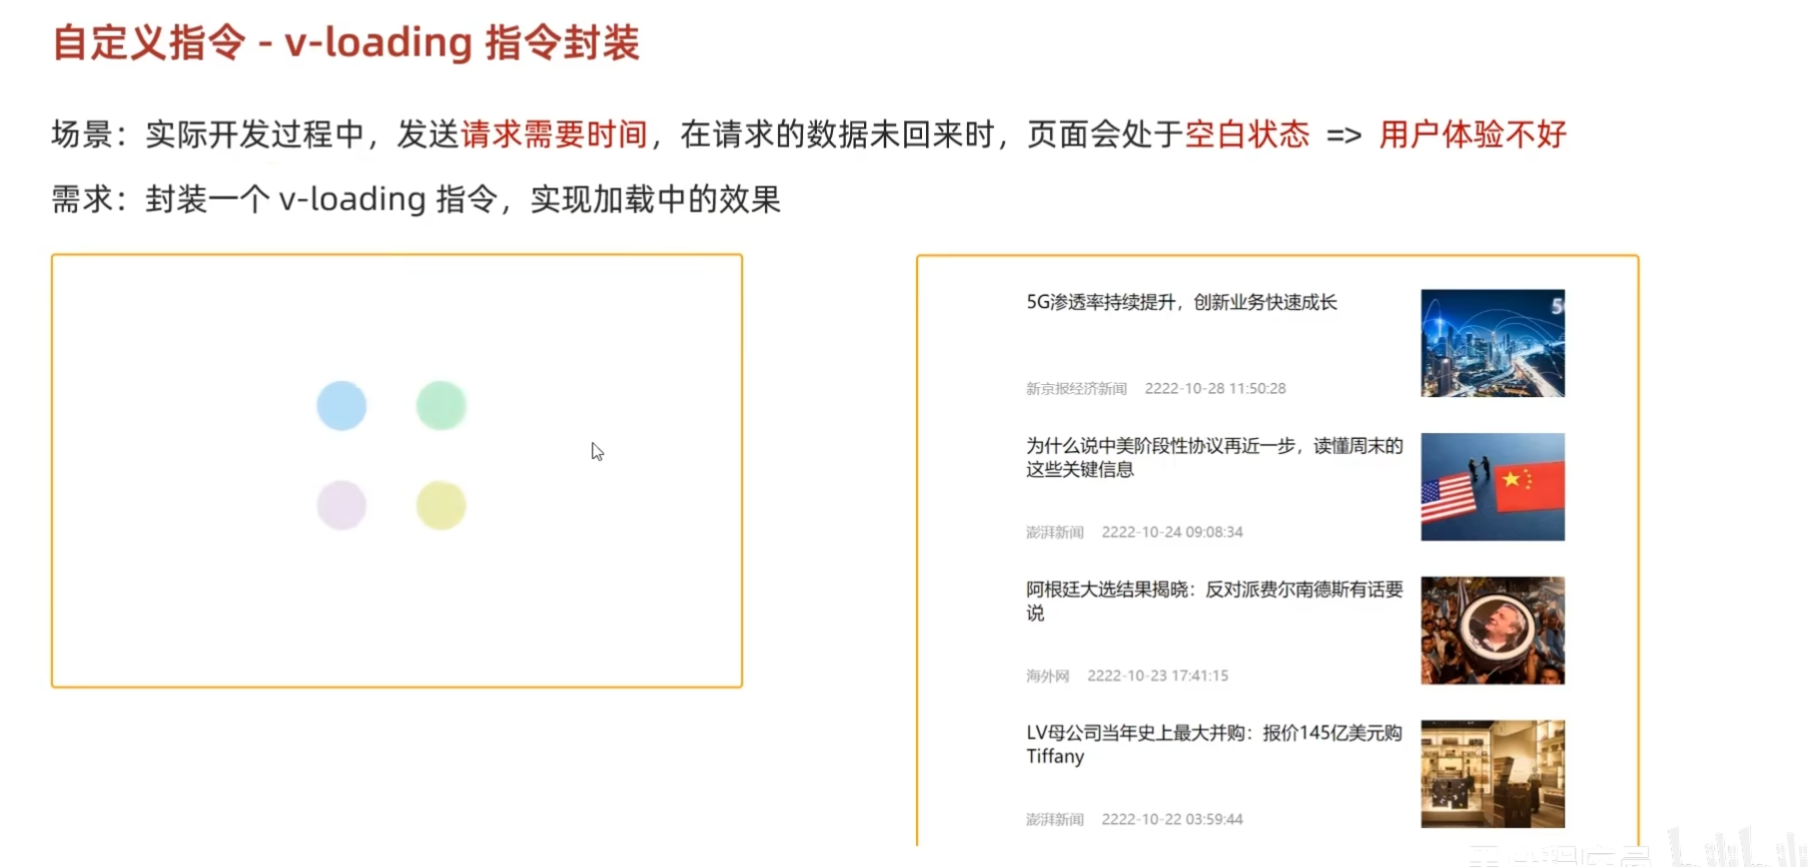 自定义指令 - v-loading 指令封装
场景：实际开发过程中，发送请求需要时间，在请求的数据未回来时，页面会处于空白状态 => 用户体验不好
需求：封装一个 v-loading 指令，实现加载中的效果
5G渗透率持续提升，创新业务快速成长
新京报经济新闻 2222-10-28 11:50:28
为什么说中美阶段性协议再近一步，读懂周末的
这些关键信息
澎湃新闻 2222-10-24 09:08:34
阿根廷大选结果揭晓：反对派费尔南德斯有话要
说
海外网 2222-10-23 17:41:15
LV母公司当年史上最大并购：报价145亿美元购
Tiffany
澎湃新闻 2222-10-22 03:59:44